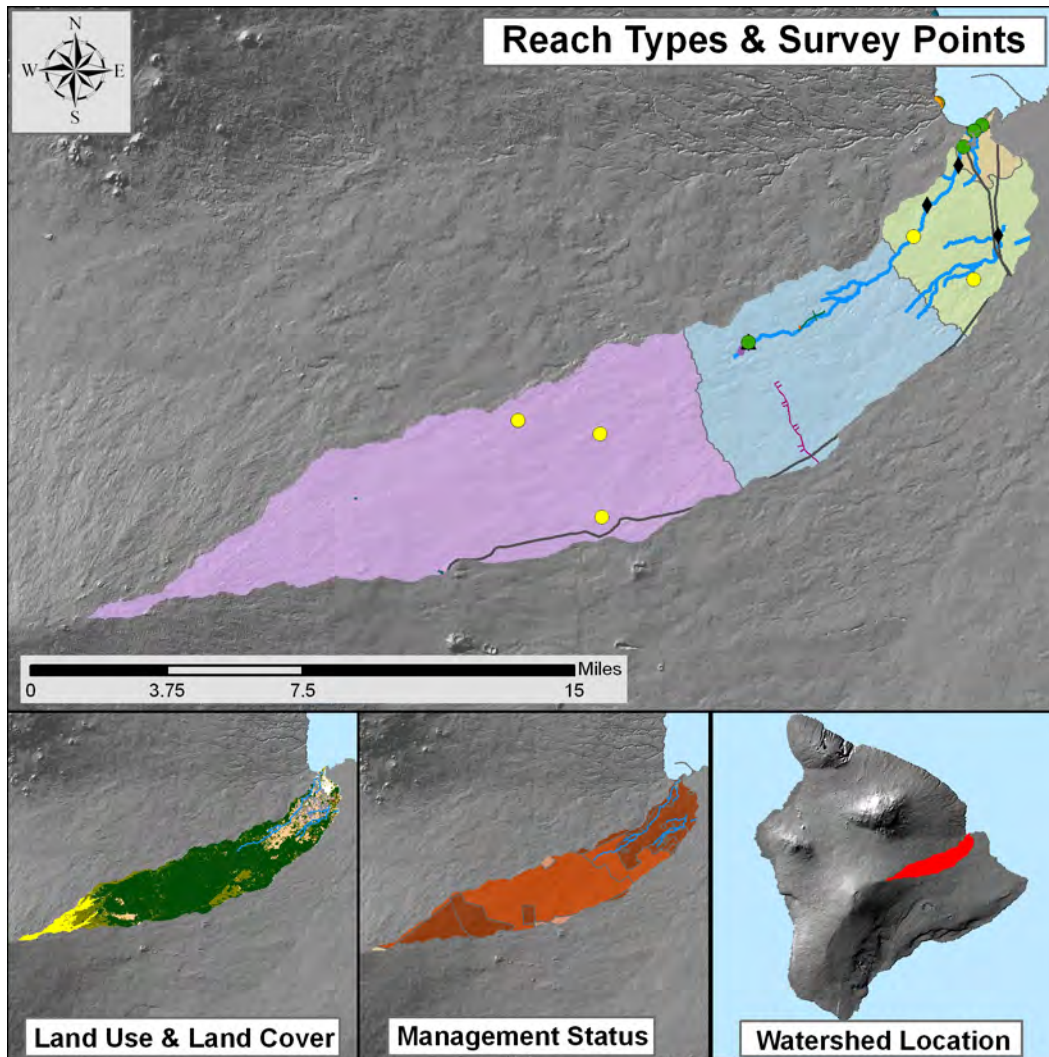 Reach Types & Survey Points
N
W E
S
Miles
0 3.75 7.5 15
Land Use & Land Cover
Management Status
Watershed Location